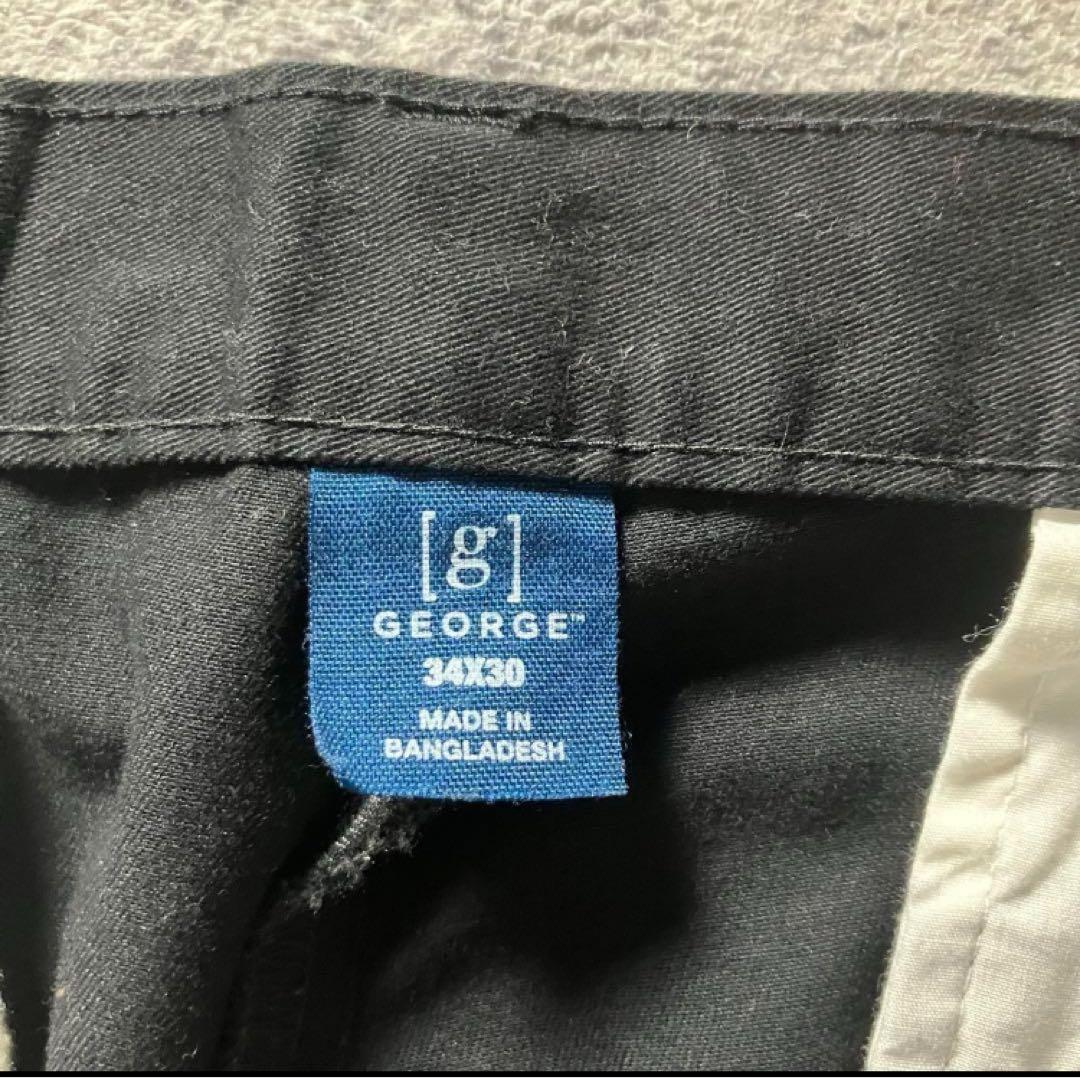 [g]
GEORGE™
34X30
MADE IN
BANGLADESH